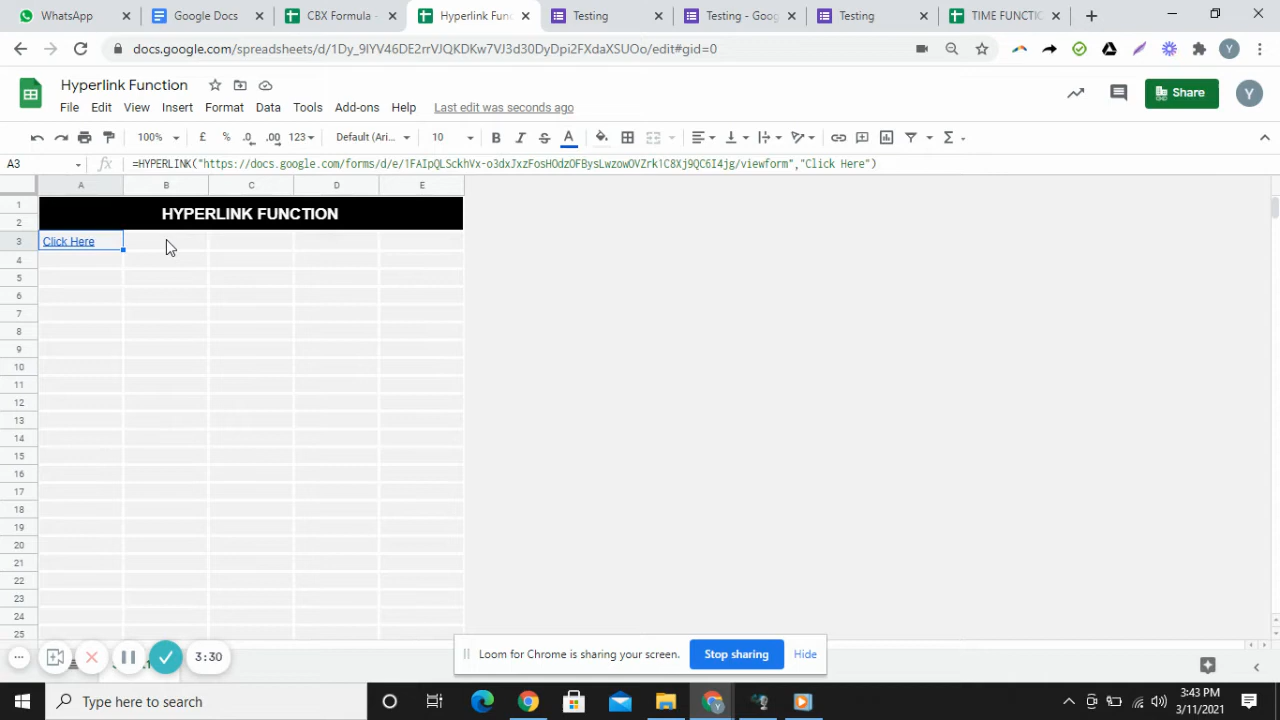 WhatsApp
Google Docs
CBX Formula -
Hyperlink Func
Testing
Testing - Goog
Testing
TIME FUNCTIC
docs.google.com/spreadsheets/d/1Dy_9IYV46DE2rrVJQKDKw7VJ3d30DyDpi2FXdaXSUOo/edit#gid=0
Y
Hyperlink Function
File Edit View Insert Format Data Tools Add-ons Help Last edit was seconds ago
Share
Y
100% £ % .0 .00 123 Default (Ari... 10 B I S A Σ
A3 fx =HYPERLINK("https://docs.google.com/forms/d/e/1FAIpQLSckhVx-o3dxJxzFosHOdzOFBysLwzowOVZrk1C8Xj9QC6I4jg/viewform","Click Here")
A B C D E
1
HYPERLINK FUNCTION
2
3 Click Here
4
5
6
7
8
9
10
11
12
13
14
15
16
17
18
19
20
21
22
23
24
25
3:30
Loom for Chrome is sharing your screen. Stop sharing Hide
Type here to search
3:43 PM
3/11/2021